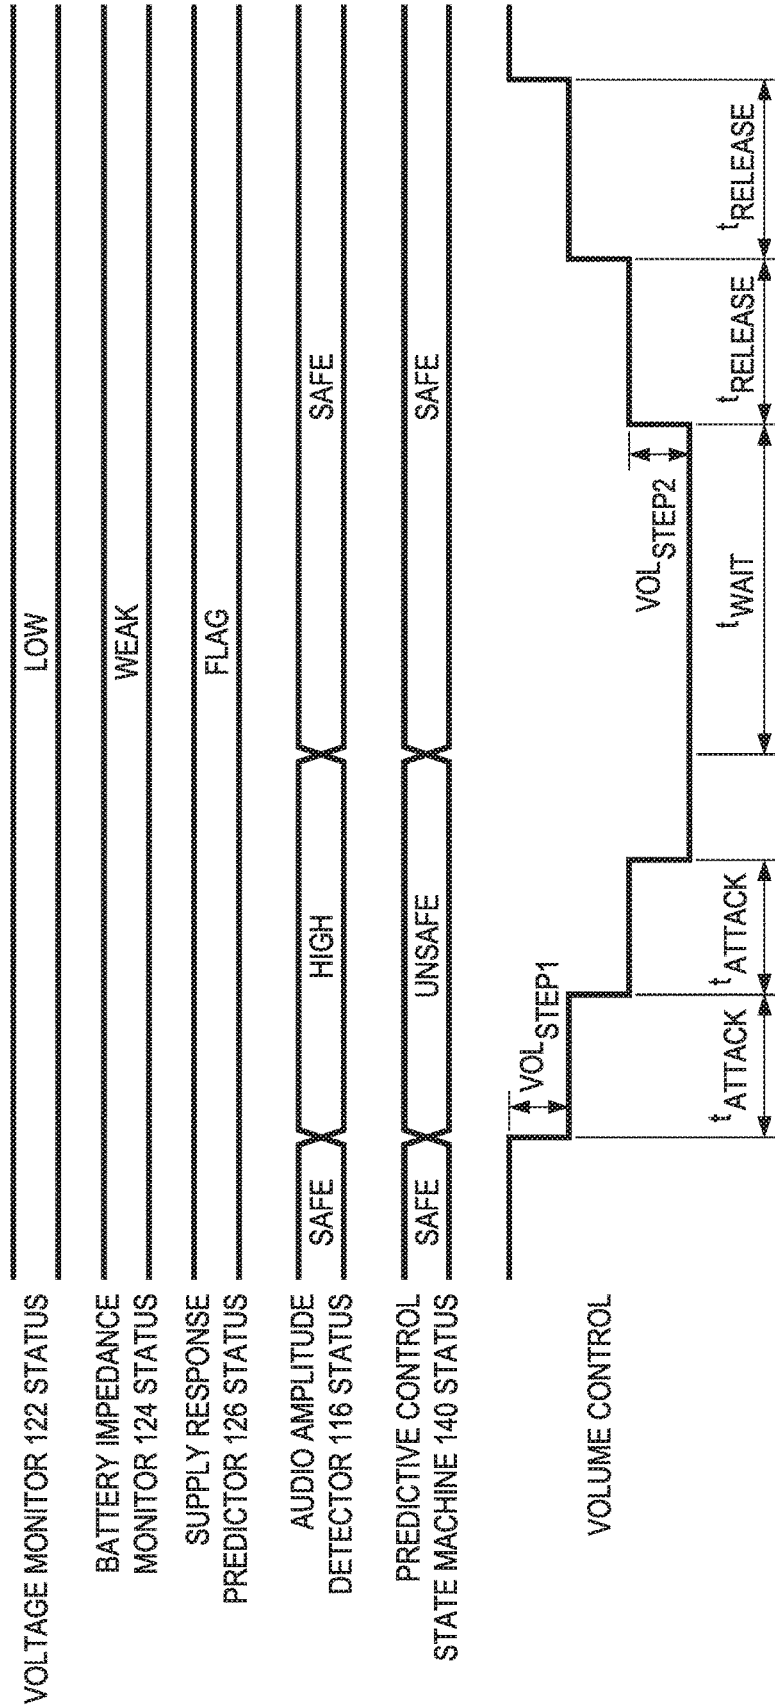 VOLTAGE MONITOR 122 STATUS
LOW
BATTERY IMPEDANCE
MONITOR 124 STATUS
WEAK
SUPPLY RESPONSE
PREDICTOR 126 STATUS
FLAG
AUDIO AMPLITUDE
DETECTOR 116 STATUS
SAFE
HIGH
SAFE
PREDICTIVE CONTROL
STATE MACHINE 140 STATUS
SAFE
UNSAFE
SAFE
VOLUME CONTROL
VOLSTEP1
VOLSTEP2
tATTACK
tATTACK
tWAIT
tRELEASE
tRELEASE